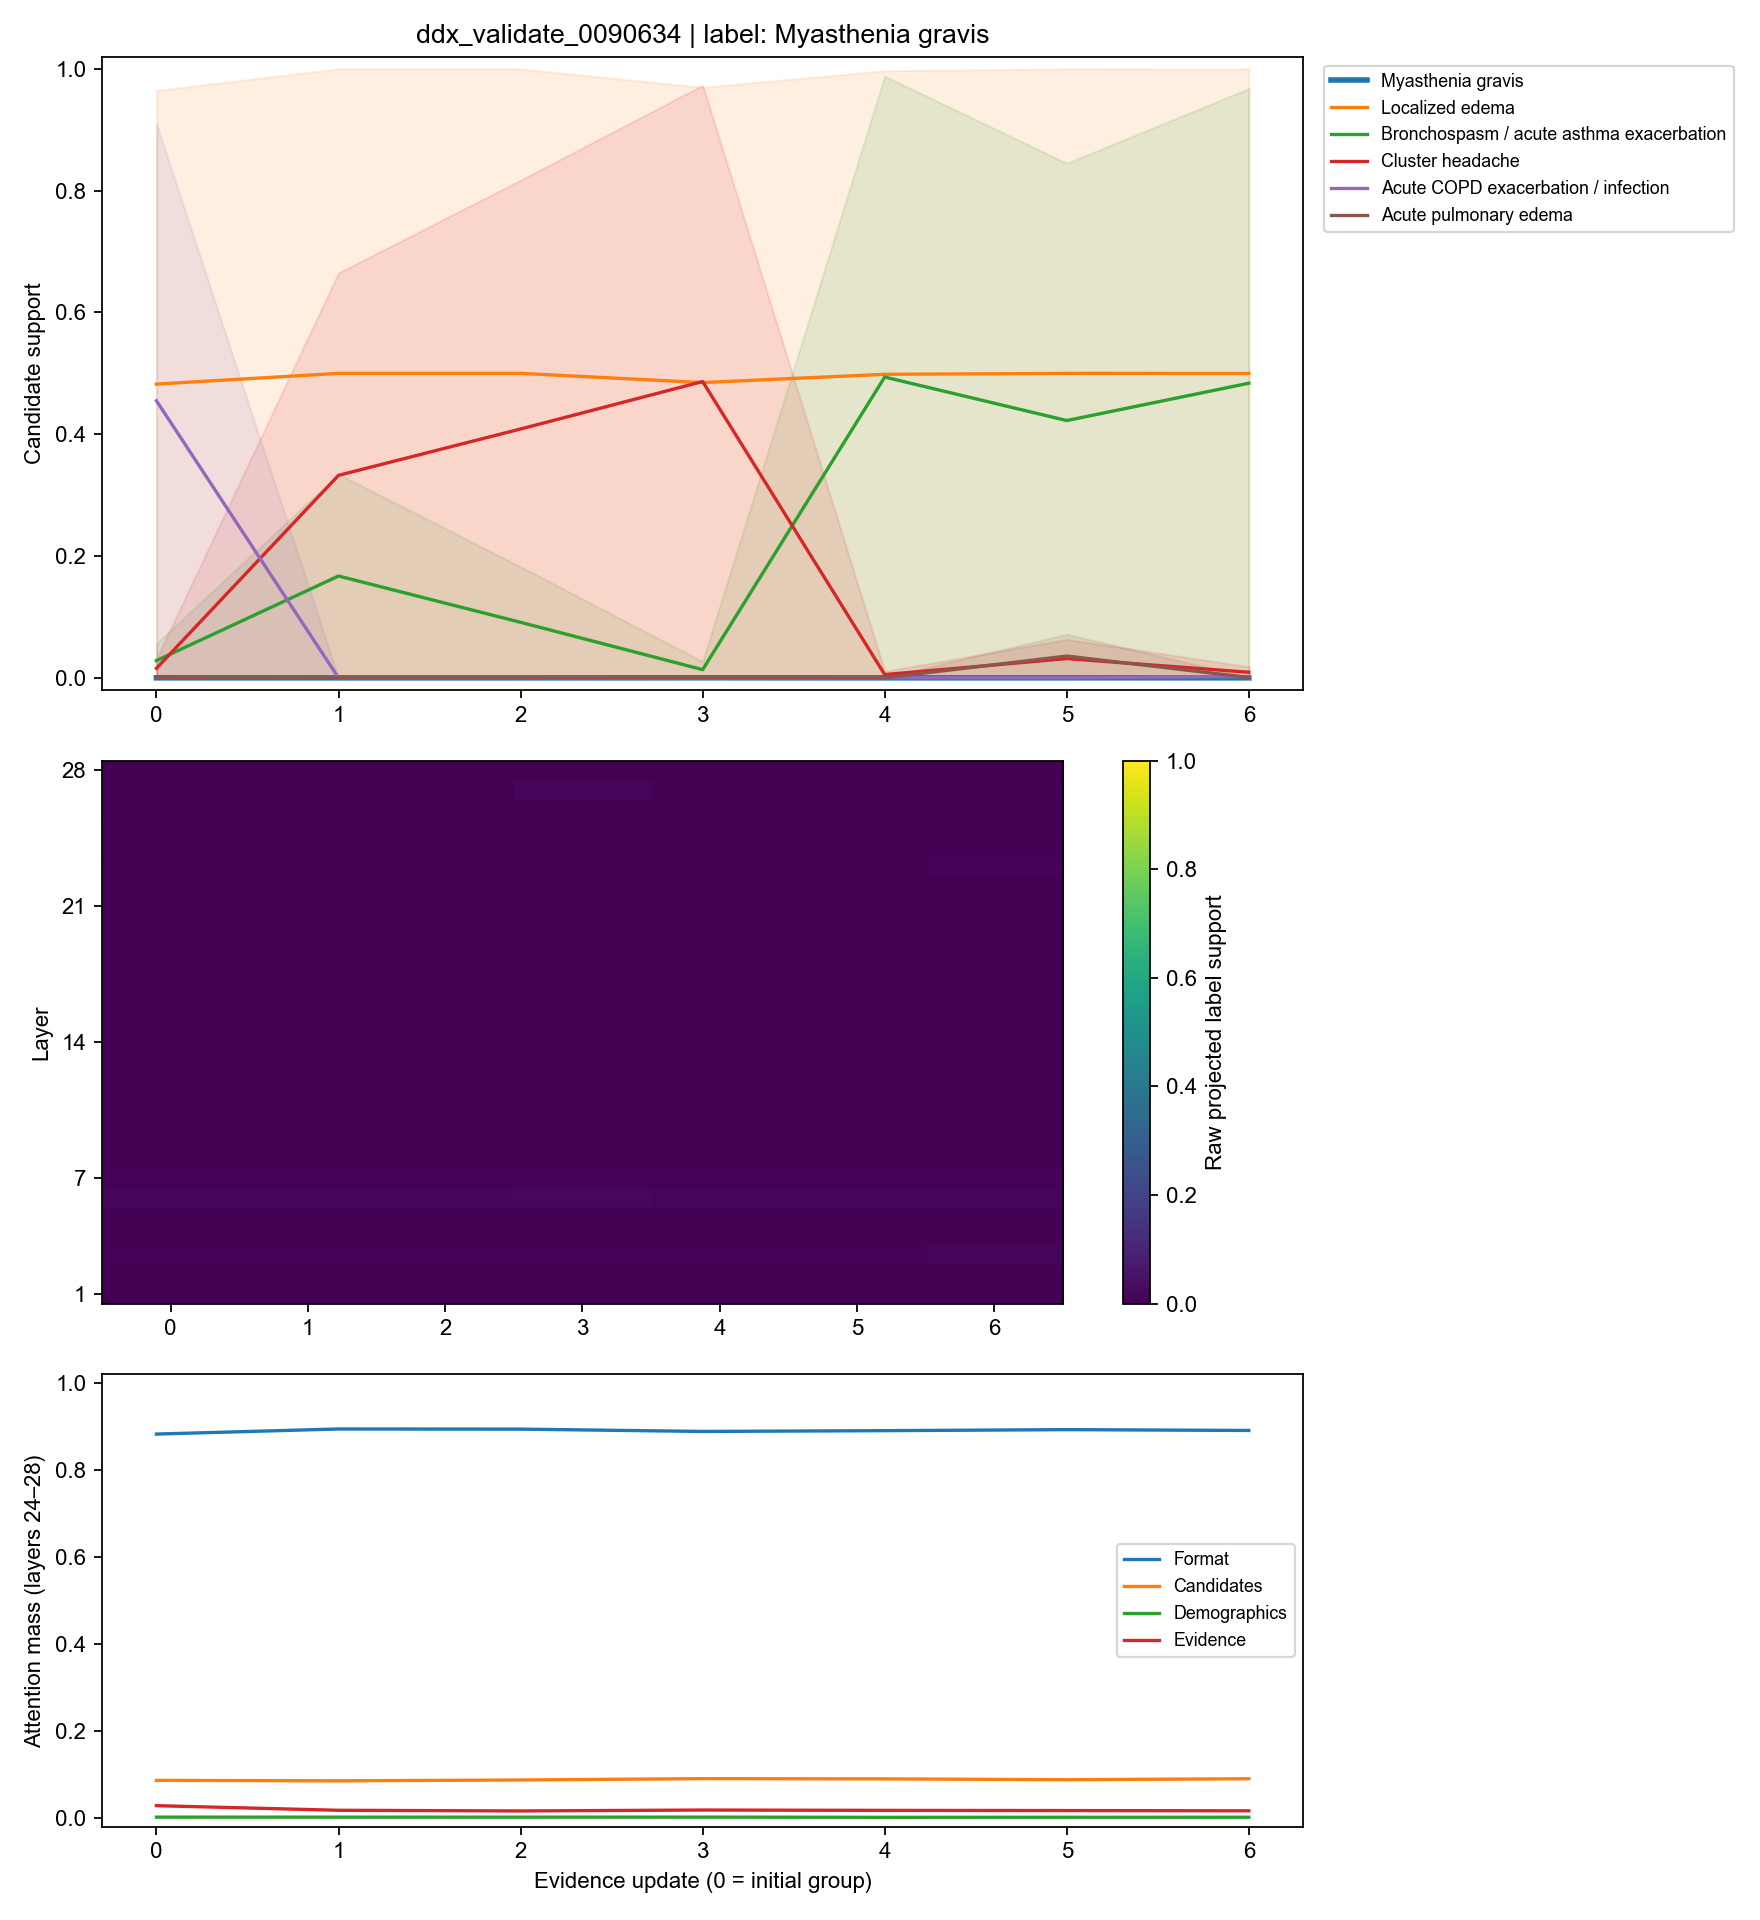 ddx_validate_0090634 | label: Myasthenia gravis
Candidate support
1.0
0.8
0.6
0.4
0.2
0.0
0 1 2 3 4 5 6
Myasthenia gravis
Localized edema
Bronchospasm / acute asthma exacerbation
Cluster headache
Acute COPD exacerbation / infection
Acute pulmonary edema
Layer
28
21
14
7
1
0 1 2 3 4 5 6
1.0
0.8
0.6
0.4
0.2
0.0
Raw projected label support
Attention mass (layers 24–28)
1.0
0.8
0.6
0.4
0.2
0.0
Format
Candidates
Demographics
Evidence
0 1 2 3 4 5 6
Evidence update (0 = initial group)